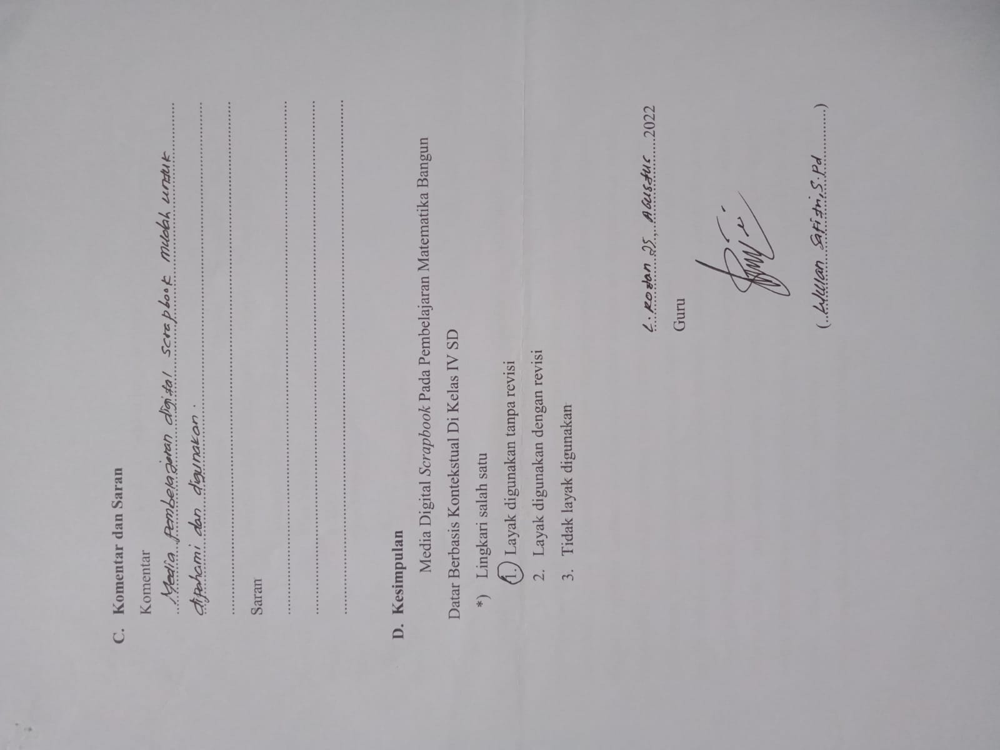 C. Komentar dan Saran
Komentar
Media pembelajaran digital scrapbook mudah untuk
dipahami dan digunakan.
Saran
D. Kesimpulan
Media Digital Scrapbook Pada Pembelajaran Matematika Bangun
Datar Berbasis Kontekstual Di Kelas IV SD
*) Lingkari salah satu
1. Layak digunakan tanpa revisi
2. Layak digunakan dengan revisi
3. Tidak layak digunakan
L. Rotan 25, Agustus 2022
Guru
(Wulan Safitri, S.Pd)